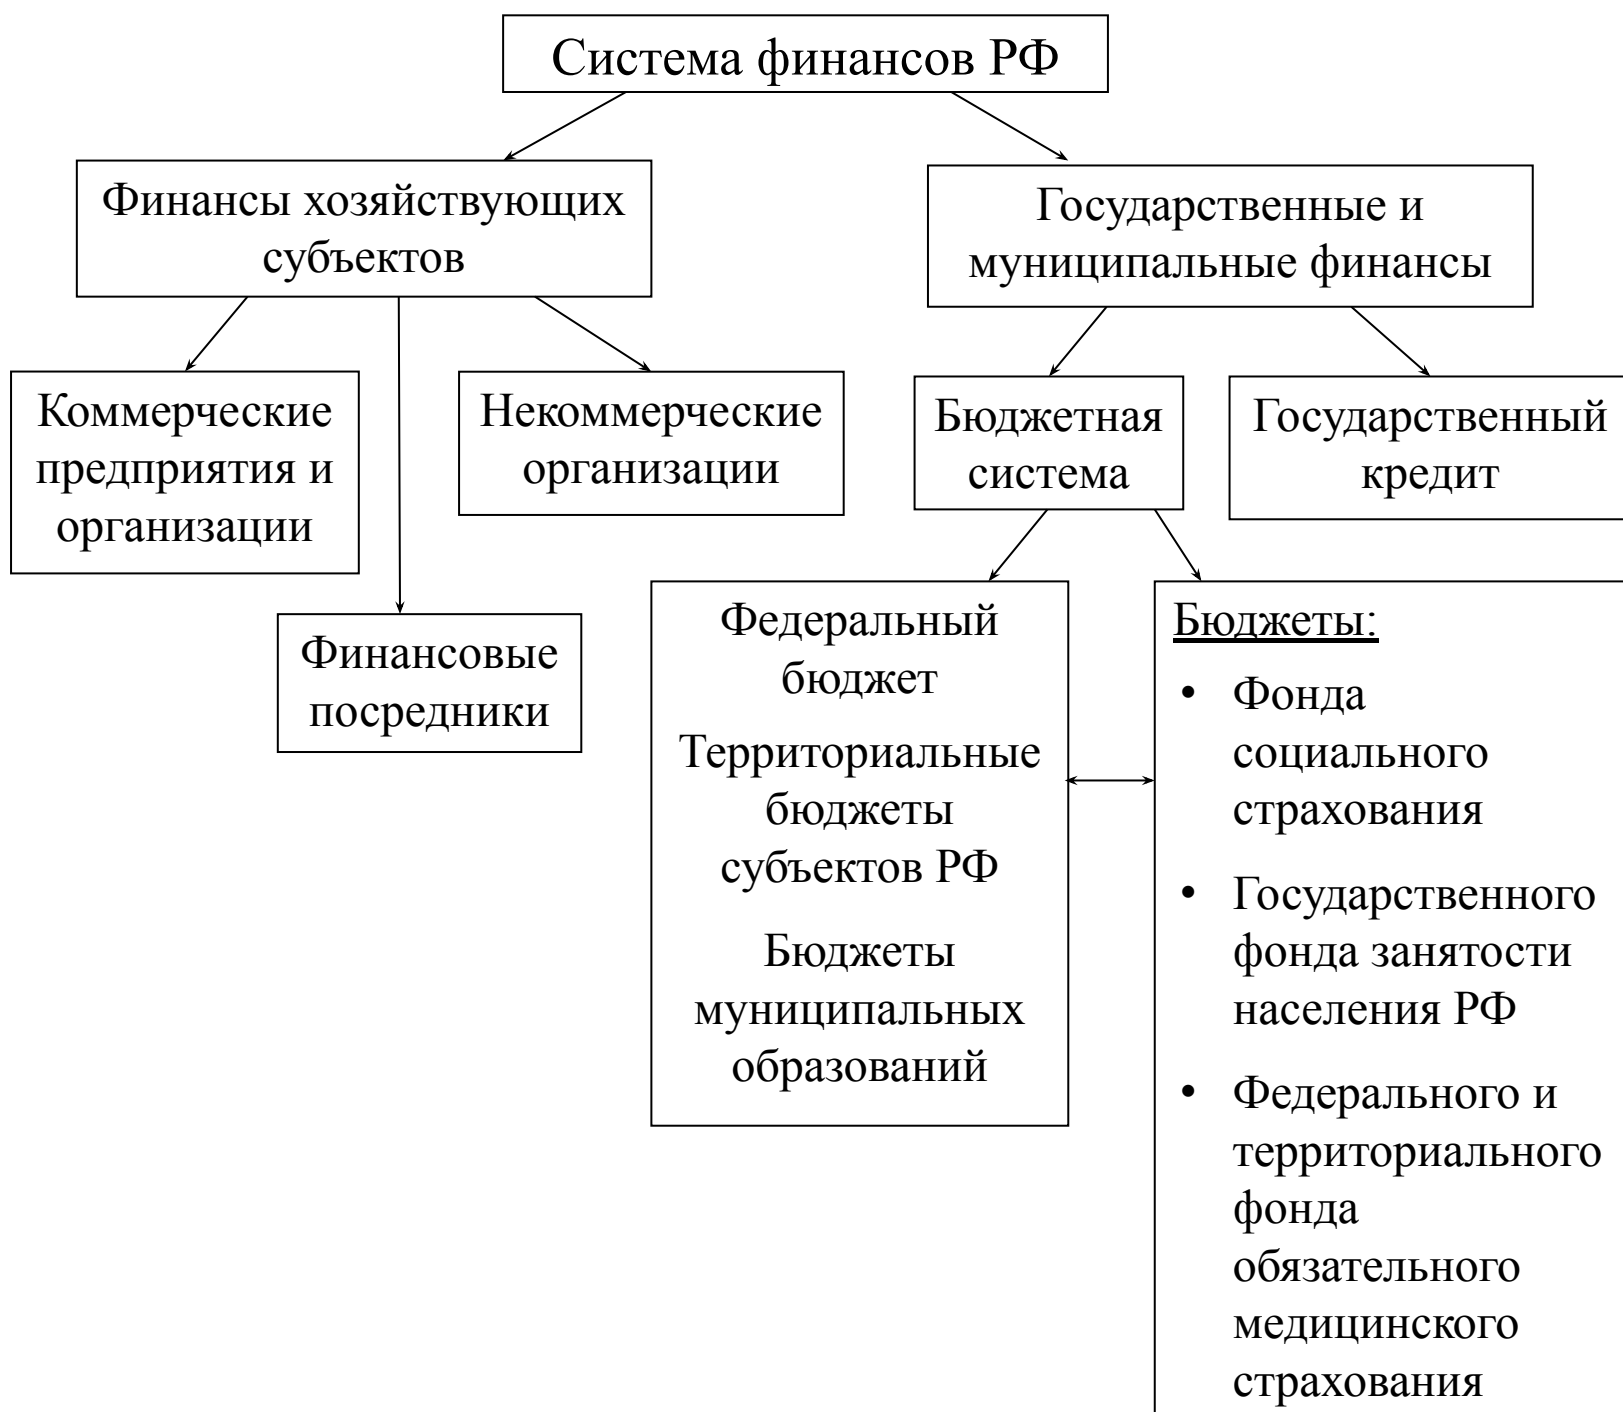 Система финансов РФ
Финансы хозяйствующих
субъектов
Государственные и
муниципальные финансы
Коммерческие
предприятия и
организации
Некоммерческие
организации
Бюджетная
система
Государственный
кредит
Финансовые
посредники
Федеральный
бюджет
Территориальные
бюджеты
субъектов РФ
Бюджеты
муниципальных
образований
Бюджеты:
• Фонда
социального
страхования
• Государственного
фонда занятости
населения РФ
• Федерального и
территориального
фонда
обязательного
медицинского
страхования